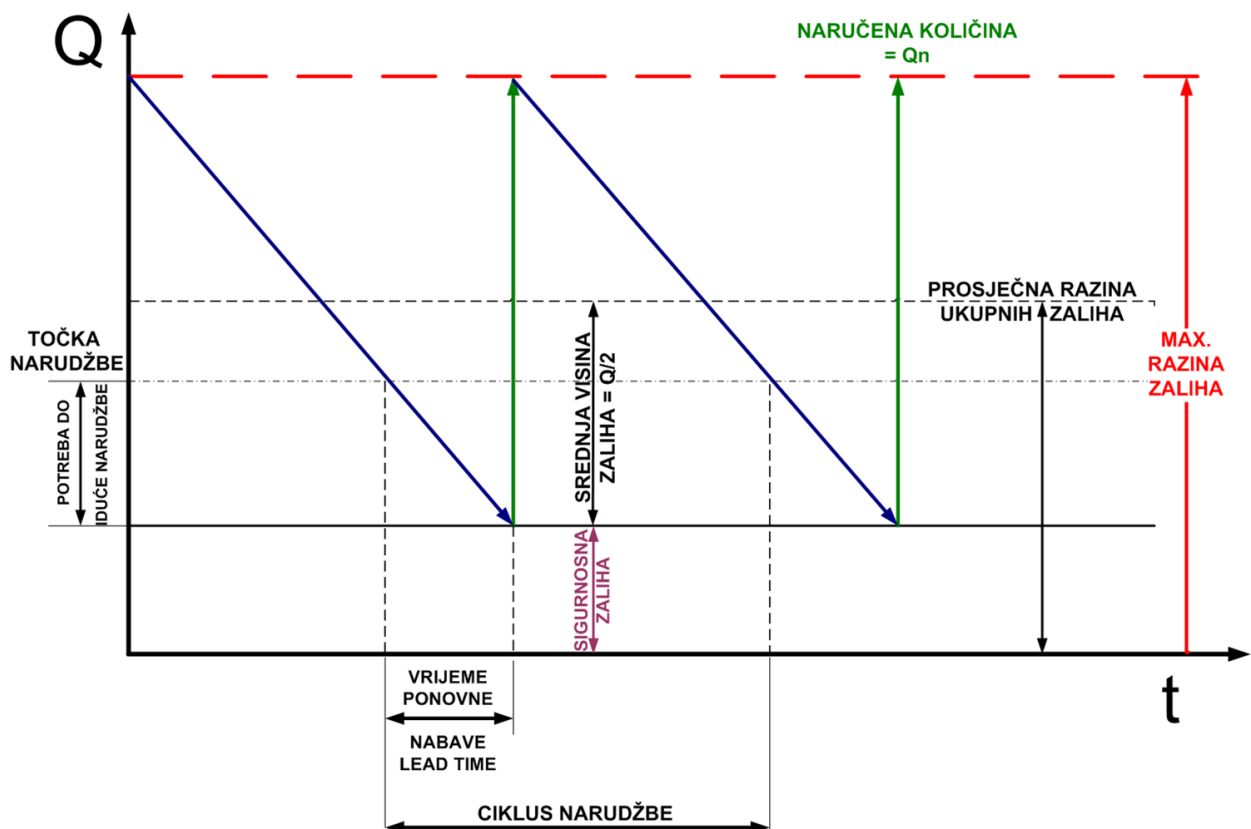 Q
NARUČENA KOLIČINA
= Qn
PROSJEČNA RAZINA
UKUPNIH ZALIHA
TOČKA
NARUDŽBE
MAX.
RAZINA
ZALIHA
POTREBA DO
IDUĆE NARUDŽBE
SREDNJA VISINA
ZALIHA = Q/2
SIGURNOSNA
ZALIHA
t
VRIJEME
PONOVNE
NABAVE
LEAD TIME
CIKLUS NARUDŽBE